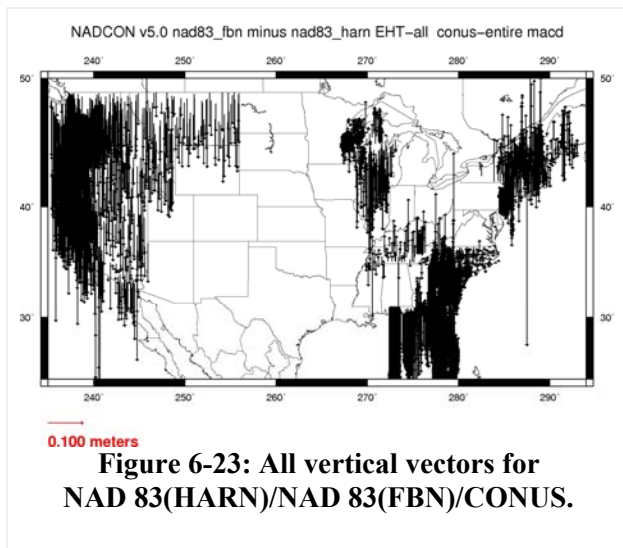 NADCON v5.0 nad83_fbn minus nad83_harn EHT-all conus-entire macd
240° 250° 260° 270° 280° 290°
50° 50°
40° 40°
30° 30°
240° 250° 260° 270° 280° 290°
0.100 meters
Figure 6-23: All vertical vectors for
NAD 83(HARN)/NAD 83(FBN)/CONUS.